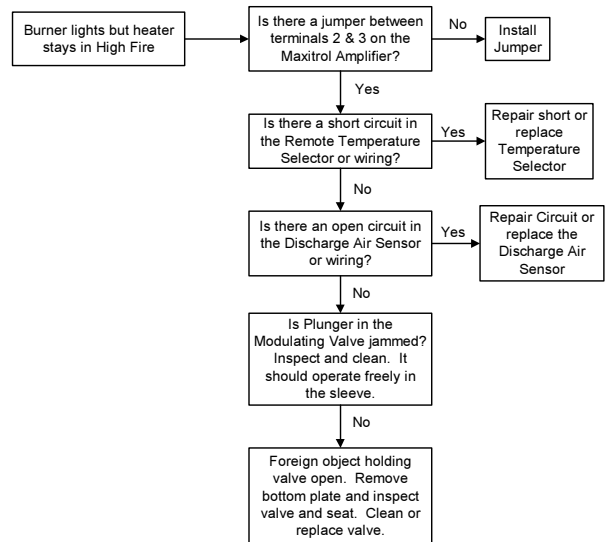 Burner lights but heater
stays in High Fire
Is there a jumper between
terminals 2 & 3 on the
Maxitrol Amplifier?
No
Install
Jumper
Yes
Is there a short circuit in
the Remote Temperature
Selector or wiring?
Yes
Repair short or
replace
Temperature
Selector
No
Is there an open circuit in
the Discharge Air Sensor
or wiring?
Yes
Repair Circuit or
replace the
Discharge Air
Sensor
No
Is Plunger in the
Modulating Valve jammed?
Inspect and clean. It
should operate freely in
the sleeve.
No
Foreign object holding
valve open. Remove
bottom plate and inspect
valve and seat. Clean or
replace valve.